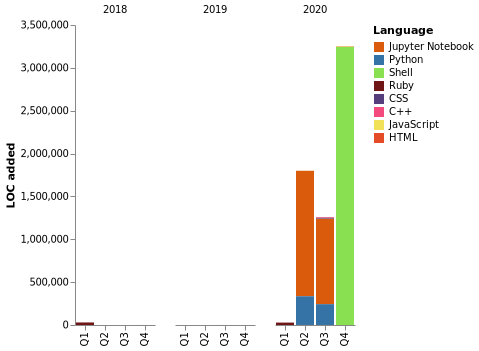 2018 2019 2020
3,500,000
3,000,000
2,500,000
2,000,000
1,500,000
1,000,000
500,000
0
LOC added
Q1 Q2 Q3 Q4 Q1 Q2 Q3 Q4 Q1 Q2 Q3 Q4
Language
Jupyter Notebook
Python
Shell
Ruby
CSS
C++
JavaScript
HTML